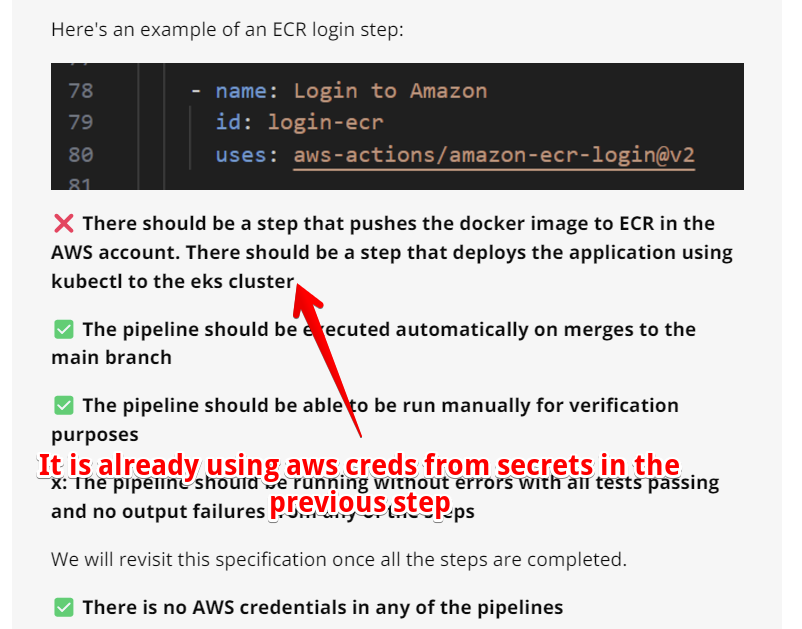 Here's an example of an ECR login step:
78 - name: Login to Amazon
79 id: login-ecr
80 uses: aws-actions/amazon-ecr-login@v2
81
❌ There should be a step that pushes the docker image to ECR in the
AWS account. There should be a step that deploys the application using
kubectl to the eks cluster
✅ The pipeline should be executed automatically on merges to the
main branch
✅ The pipeline should be able to be run manually for verification
purposes
It is already using aws creds from secrets in the
previous step
x: The pipeline should be running without errors with all tests passing
and no output failures from any of the steps
We will revisit this specification once all the steps are completed.
✅ There is no AWS credentials in any of the pipelines